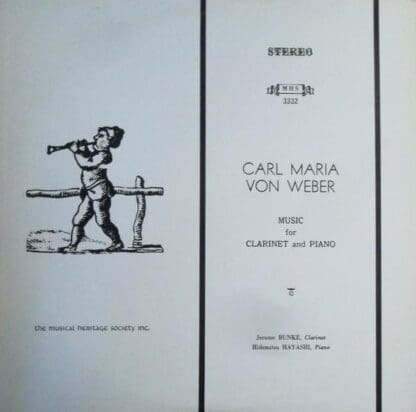 STEREO
MHS
3332
CARL MARIA
VON WEBER
MUSIC
for
CLARINET and PIANO
the musical heritage society inc.
Jerome BUNKE, Clarinet
Hidemitsu HAYASHI, Piano